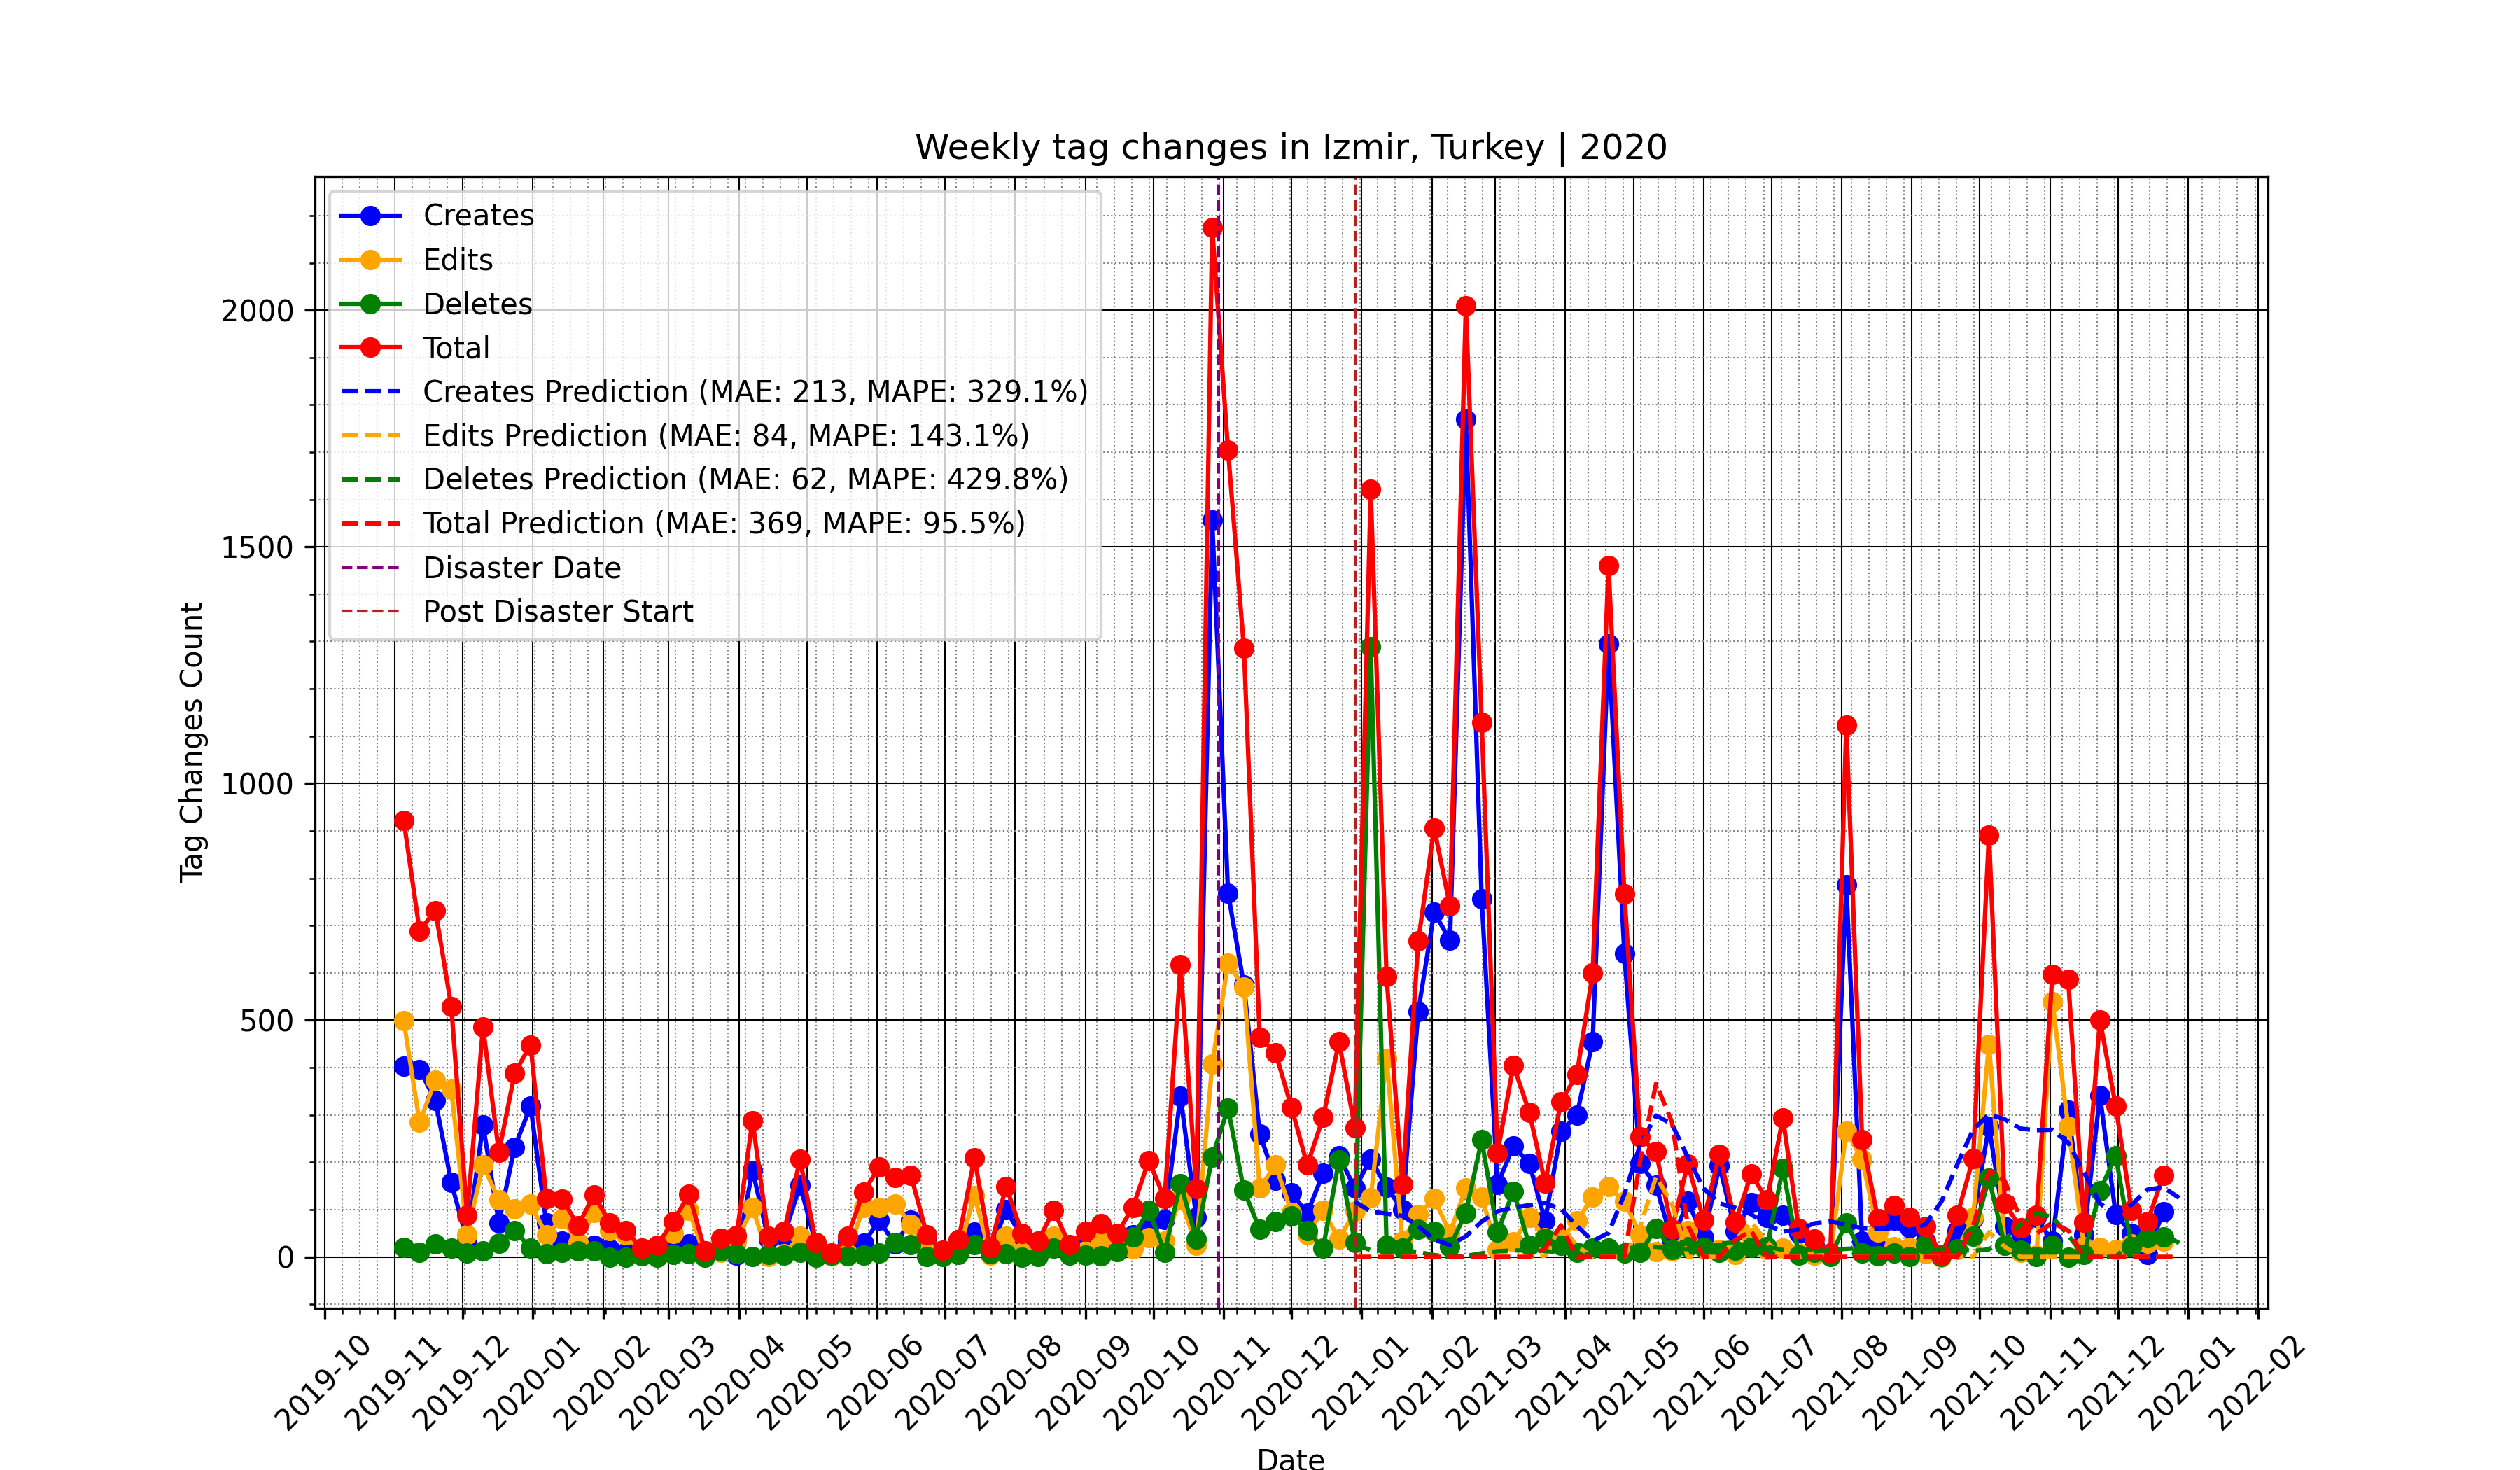 Weekly tag changes in Izmir, Turkey | 2020
Creates
Edits
Deletes
Total
Creates Prediction (MAE: 213, MAPE: 329.1%)
Edits Prediction (MAE: 84, MAPE: 143.1%)
Deletes Prediction (MAE: 62, MAPE: 429.8%)
Total Prediction (MAE: 369, MAPE: 95.5%)
Disaster Date
Post Disaster Start
Tag Changes Count
2000
1500
1000
500
0
2019-10
2019-11
2019-12
2020-01
2020-02
2020-03
2020-04
2020-05
2020-06
2020-07
2020-08
2020-09
2020-10
2020-11
2020-12
2021-01
2021-02
2021-03
2021-04
2021-05
2021-06
2021-07
2021-08
2021-09
2021-10
2021-11
2021-12
2022-01
2022-02
Date